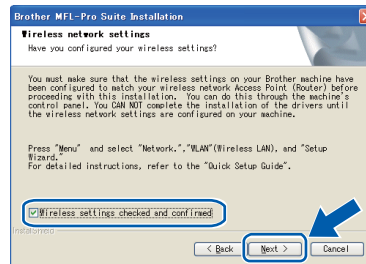 Brother MFL-Pro Suite Installation
Wireless network settings
Have you configured your wireless settings?
You must make sure that the wireless settings on your Brother machine have
been configured to match your wireless network Access Point (Router) before
proceeding with this installation. You can do this through the machine's
control panel. You CAN NOT complete the installation of the drivers until
the wireless network settings are configured on your machine.
Press "Menu" and select "Network.","WLAN"(Wireless LAN), and "Setup
Wizard."
For detailed instructions, refer to the "Quick Setup Guide".
Wireless settings checked and confirmed
InstallShield
< Back Next > Cancel